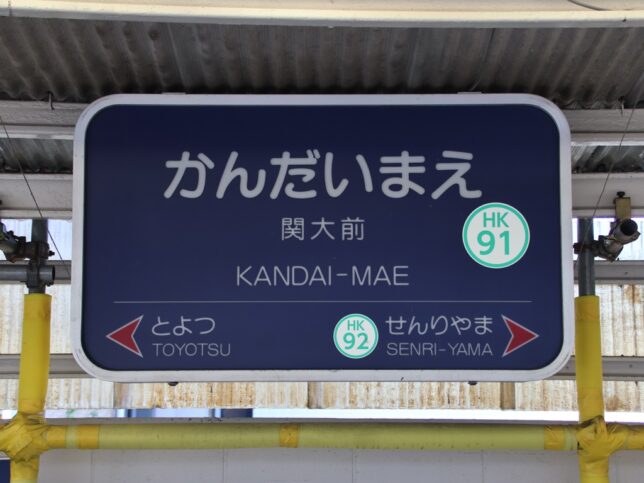 かんだいまえ
関大前
HK
91
KANDAI-MAE
とよつ
TOYOTSU
HK
92
せんりやま
SENRI-YAMA